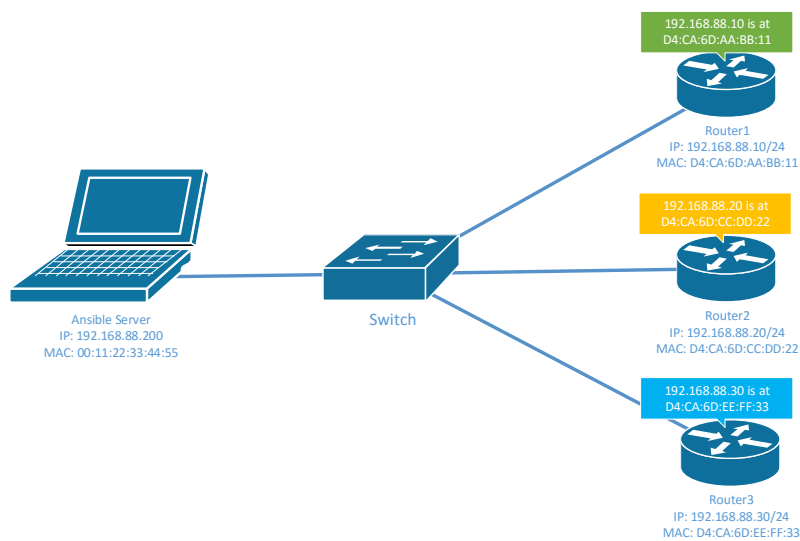 192.168.88.10 is at
D4:CA:6D:AA:BB:11
Router1
IP: 192.168.88.10/24
MAC: D4:CA:6D:AA:BB:11
192.168.88.20 is at
D4:CA:6D:CC:DD:22
Ansible Server
IP: 192.168.88.200
MAC: 00:11:22:33:44:55
Switch
Router2
IP: 192.168.88.20/24
MAC: D4:CA:6D:CC:DD:22
192.168.88.30 is at
D4:CA:6D:EE:FF:33
Router3
IP: 192.168.88.30/24
MAC: D4:CA:6D:EE:FF:33